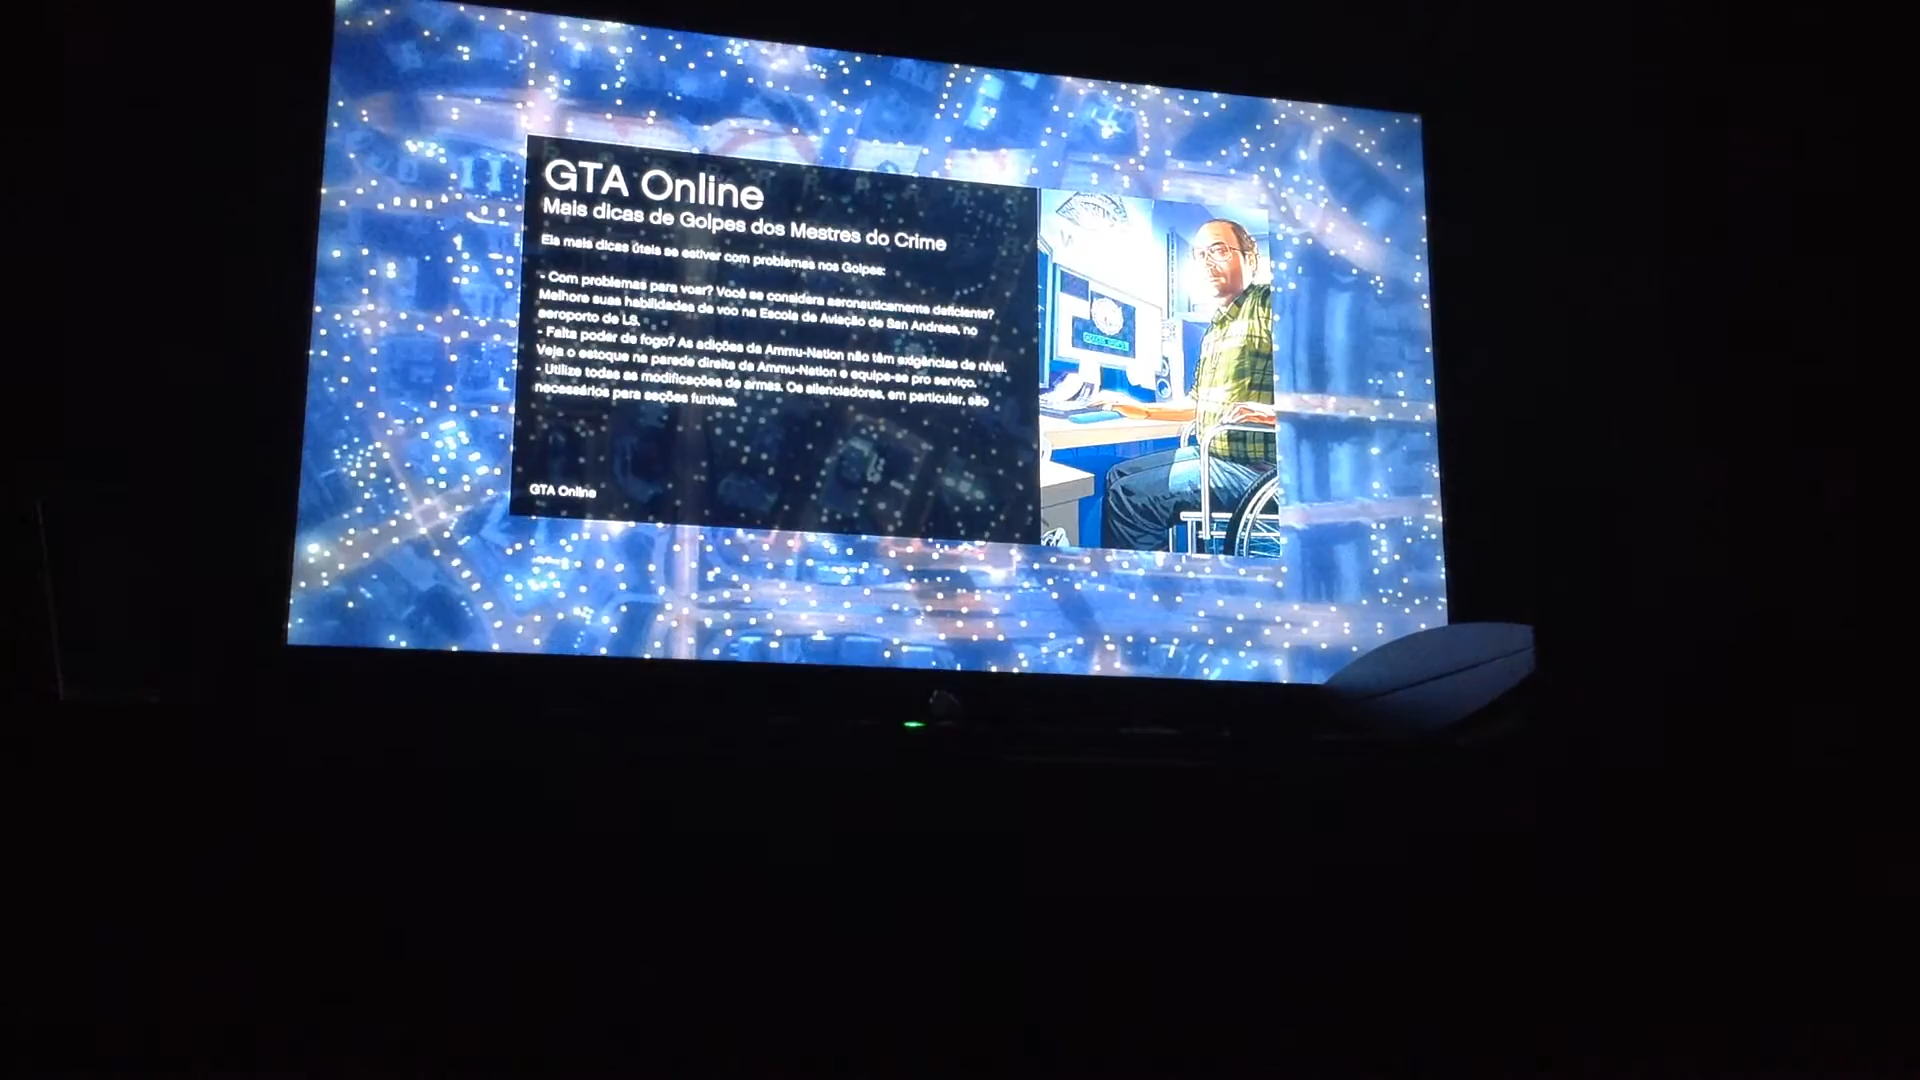 GTA Online
Mais dicas de Golpes dos Mestres do Crime
Eis mais dicas úteis se estiver com problemas nos Golpes:
- Com problemas para voar? Você se considera aeronauticamente deficiente?
Melhore suas habilidades de voo na Escola de Aviação de San Andreas, no
aeroporto de LS.
- Falta poder de fogo? As adições da Ammu-Nation não têm exigências de nível.
Veja o estoque na parede direita da Ammu-Nation e equipe-se pro serviço.
- Utilize todas as modificações de armas. Os silenciadores, em particular, são
necessários para seções furtivas.
GTA Online